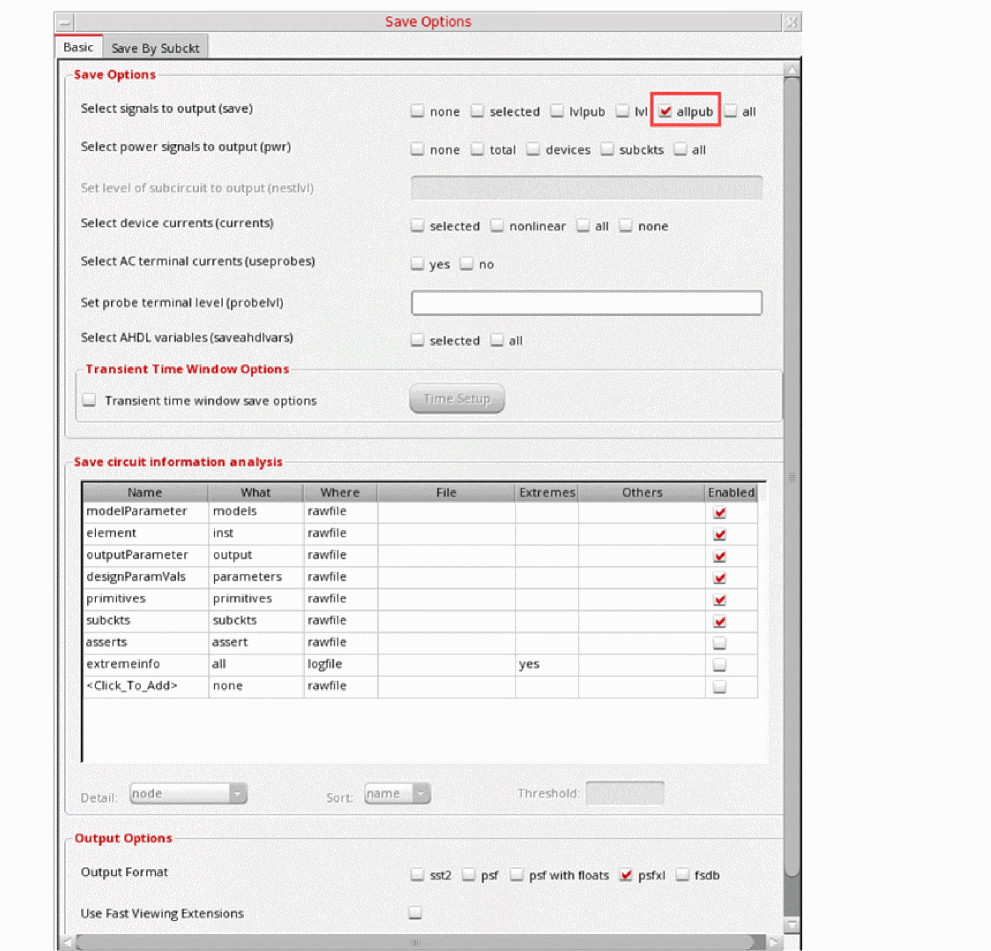 Save Options
Basic Save By Subckt
Save Options
Select signals to output (save) none selected lvlpub lvl allpub all
Select power signals to output (pwr) none total devices subckts all
Set level of subcircuit to output (nestlvl)
Select device currents (currents) selected nonlinear all none
Select AC terminal currents (useprobes) yes no
Set probe terminal level (probelvl)
Select AHDL variables (saveahdlvars) selected all
Transient Time Window Options
Transient time window save options Time Setup
Save circuit information analysis
Name What Where File Extremes Others Enabled
modelParameter models rawfile
element inst rawfile
outputParameter output rawfile
designParamVals parameters rawfile
primitives primitives rawfile
subckts subckts rawfile
asserts assert rawfile
extremeinfo all logfile yes
<Click_To_Add> none rawfile
Detail: node Sort: name Threshold:
Output Options
Output Format sst2 psf psf with floats psfxl fsdb
Use Fast Viewing Extensions